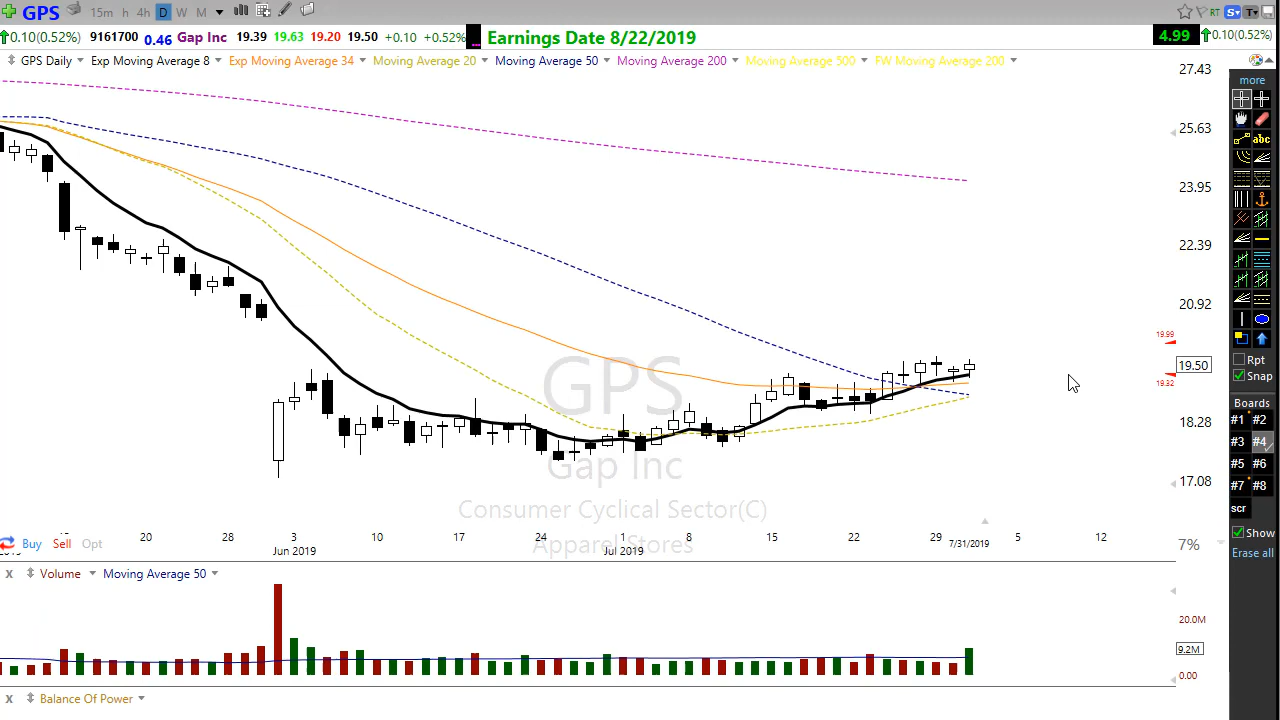 GPS 15m h 4h D W M RT S T
0.10(0.52%) 9161700 0.46 Gap Inc 19.39 19.63 19.20 19.50 +0.10 +0.52% Earnings Date 8/22/2019 4.99 0.10(0.52%)
GPS Daily Exp Moving Average 8 Exp Moving Average 34 Moving Average 20 Moving Average 50 Moving Average 200 Moving Average 500 FW Moving Average 200
27.43
more
25.63
abc
23.95
22.39
20.92
19.99
19.50
19.32
Rpt
Snap
GPS
Boards
18.28
#1 #2
#3 #4
Gap Inc
#5 #6
17.08
#7 #8
Consumer Cyclical Sector(C)
scr
20 28 3 10 17 24 1 8 15 22 29 5 12
Show
Buy Sell Opt Jun 2019 Apparel Stores Jul 2019 7/31/2019 7%
Erase all
X Volume Moving Average 50
20.0M
9.2M
0.00
X Balance Of Power